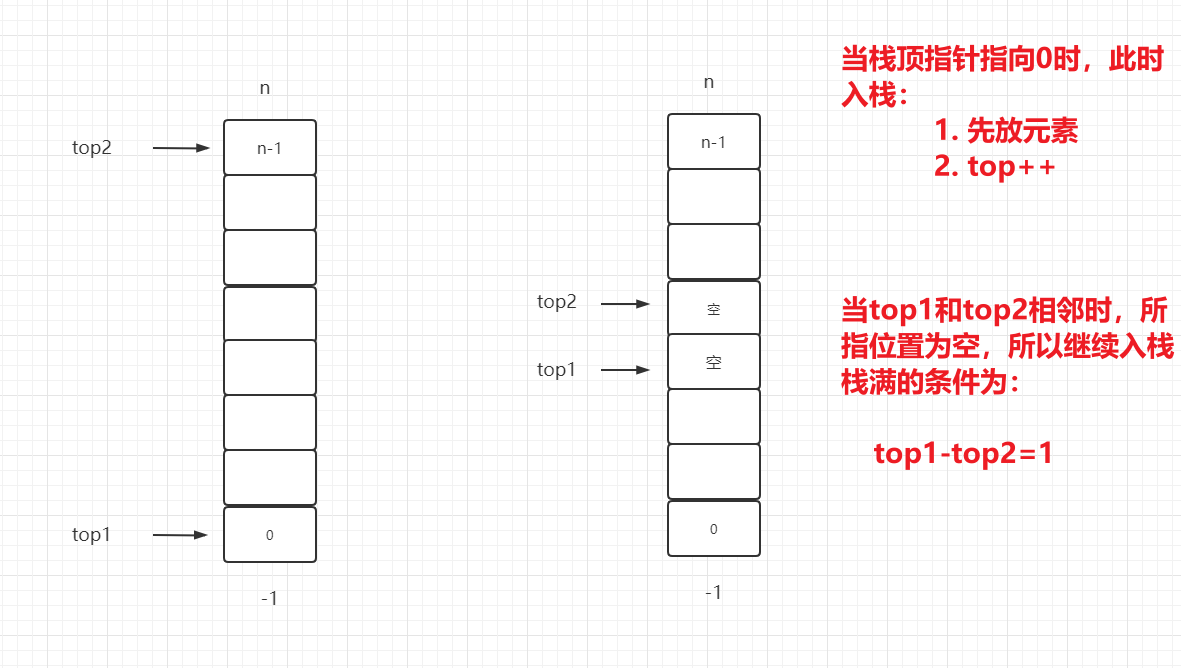 n
top2
n-1
top1
0
-1
n
n-1
top2
空
top1
空
0
-1
当栈顶指针指向0时，此时
入栈：
1. 先放元素
2. top++
当top1和top2相邻时，所
指位置为空，所以继续入栈
栈满的条件为：
top1-top2=1